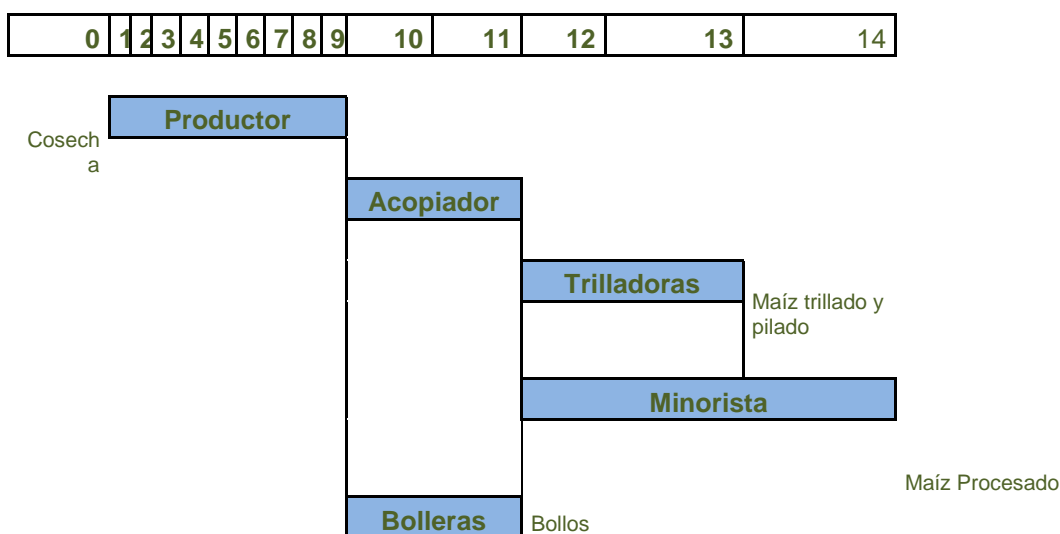 0 1 2 3 4 5 6 7 8 9 10 11 12 13 14
Productor
Cosech
a
Acopiador
Trilladoras
Maíz trillado y
pilado
Minorista
Maíz Procesado
Bolleras
Bollos